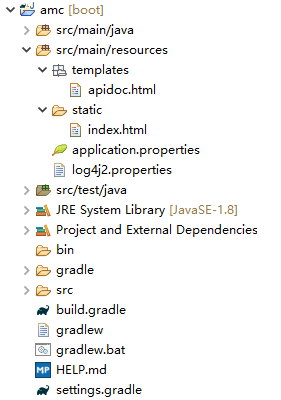 amc [boot]
src/main/java
src/main/resources
templates
apidoc.html
static
index.html
application.properties
log4j2.properties
src/test/java
JRE System Library [JavaSE-1.8]
Project and External Dependencies
bin
gradle
src
build.gradle
gradlew
gradlew.bat
MP HELP.md
settings.gradle